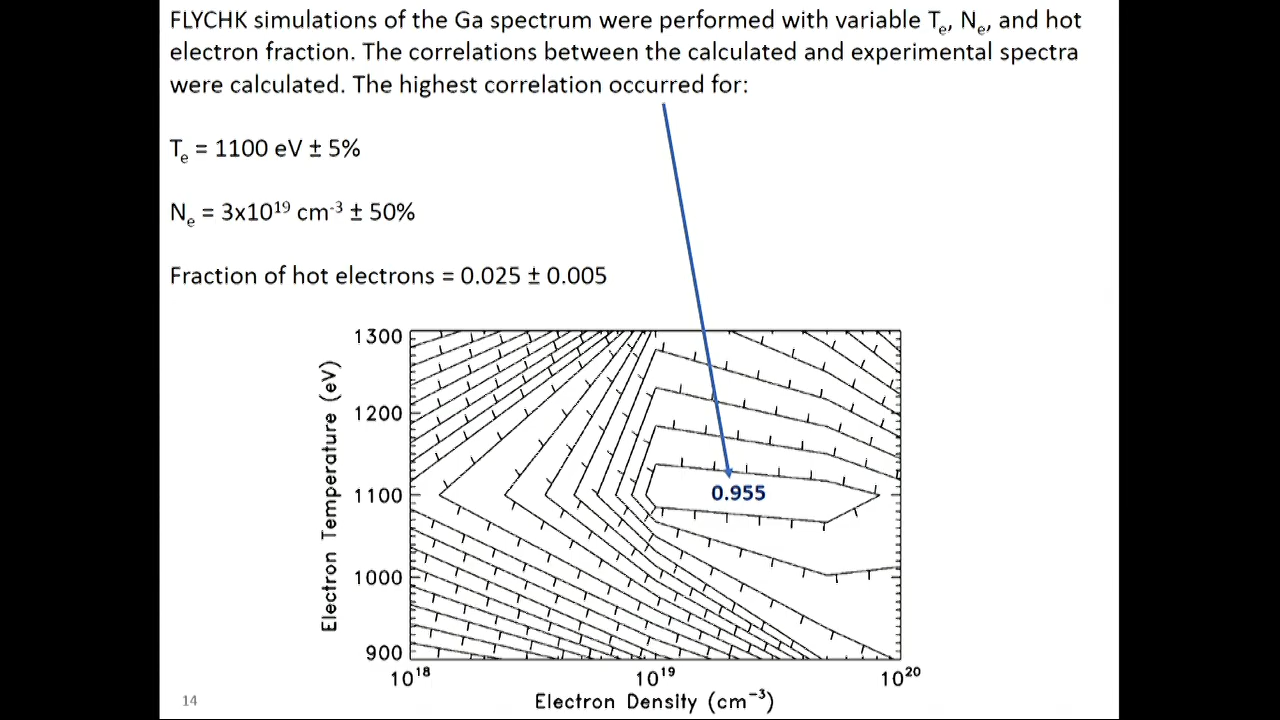 FLYCHK simulations of the Ga spectrum were performed with variable Te, Ne, and hot
electron fraction. The correlations between the calculated and experimental spectra
were calculated. The highest correlation occurred for:
Te = 1100 eV ± 5%
Ne = 3x10¹⁹ cm⁻³ ± 50%
Fraction of hot electrons = 0.025 ± 0.005
1300
1200
1100
1000
900
Electron Temperature (eV)
0.955
10¹⁸
10¹⁹
10²⁰
Electron Density (cm⁻³)
14